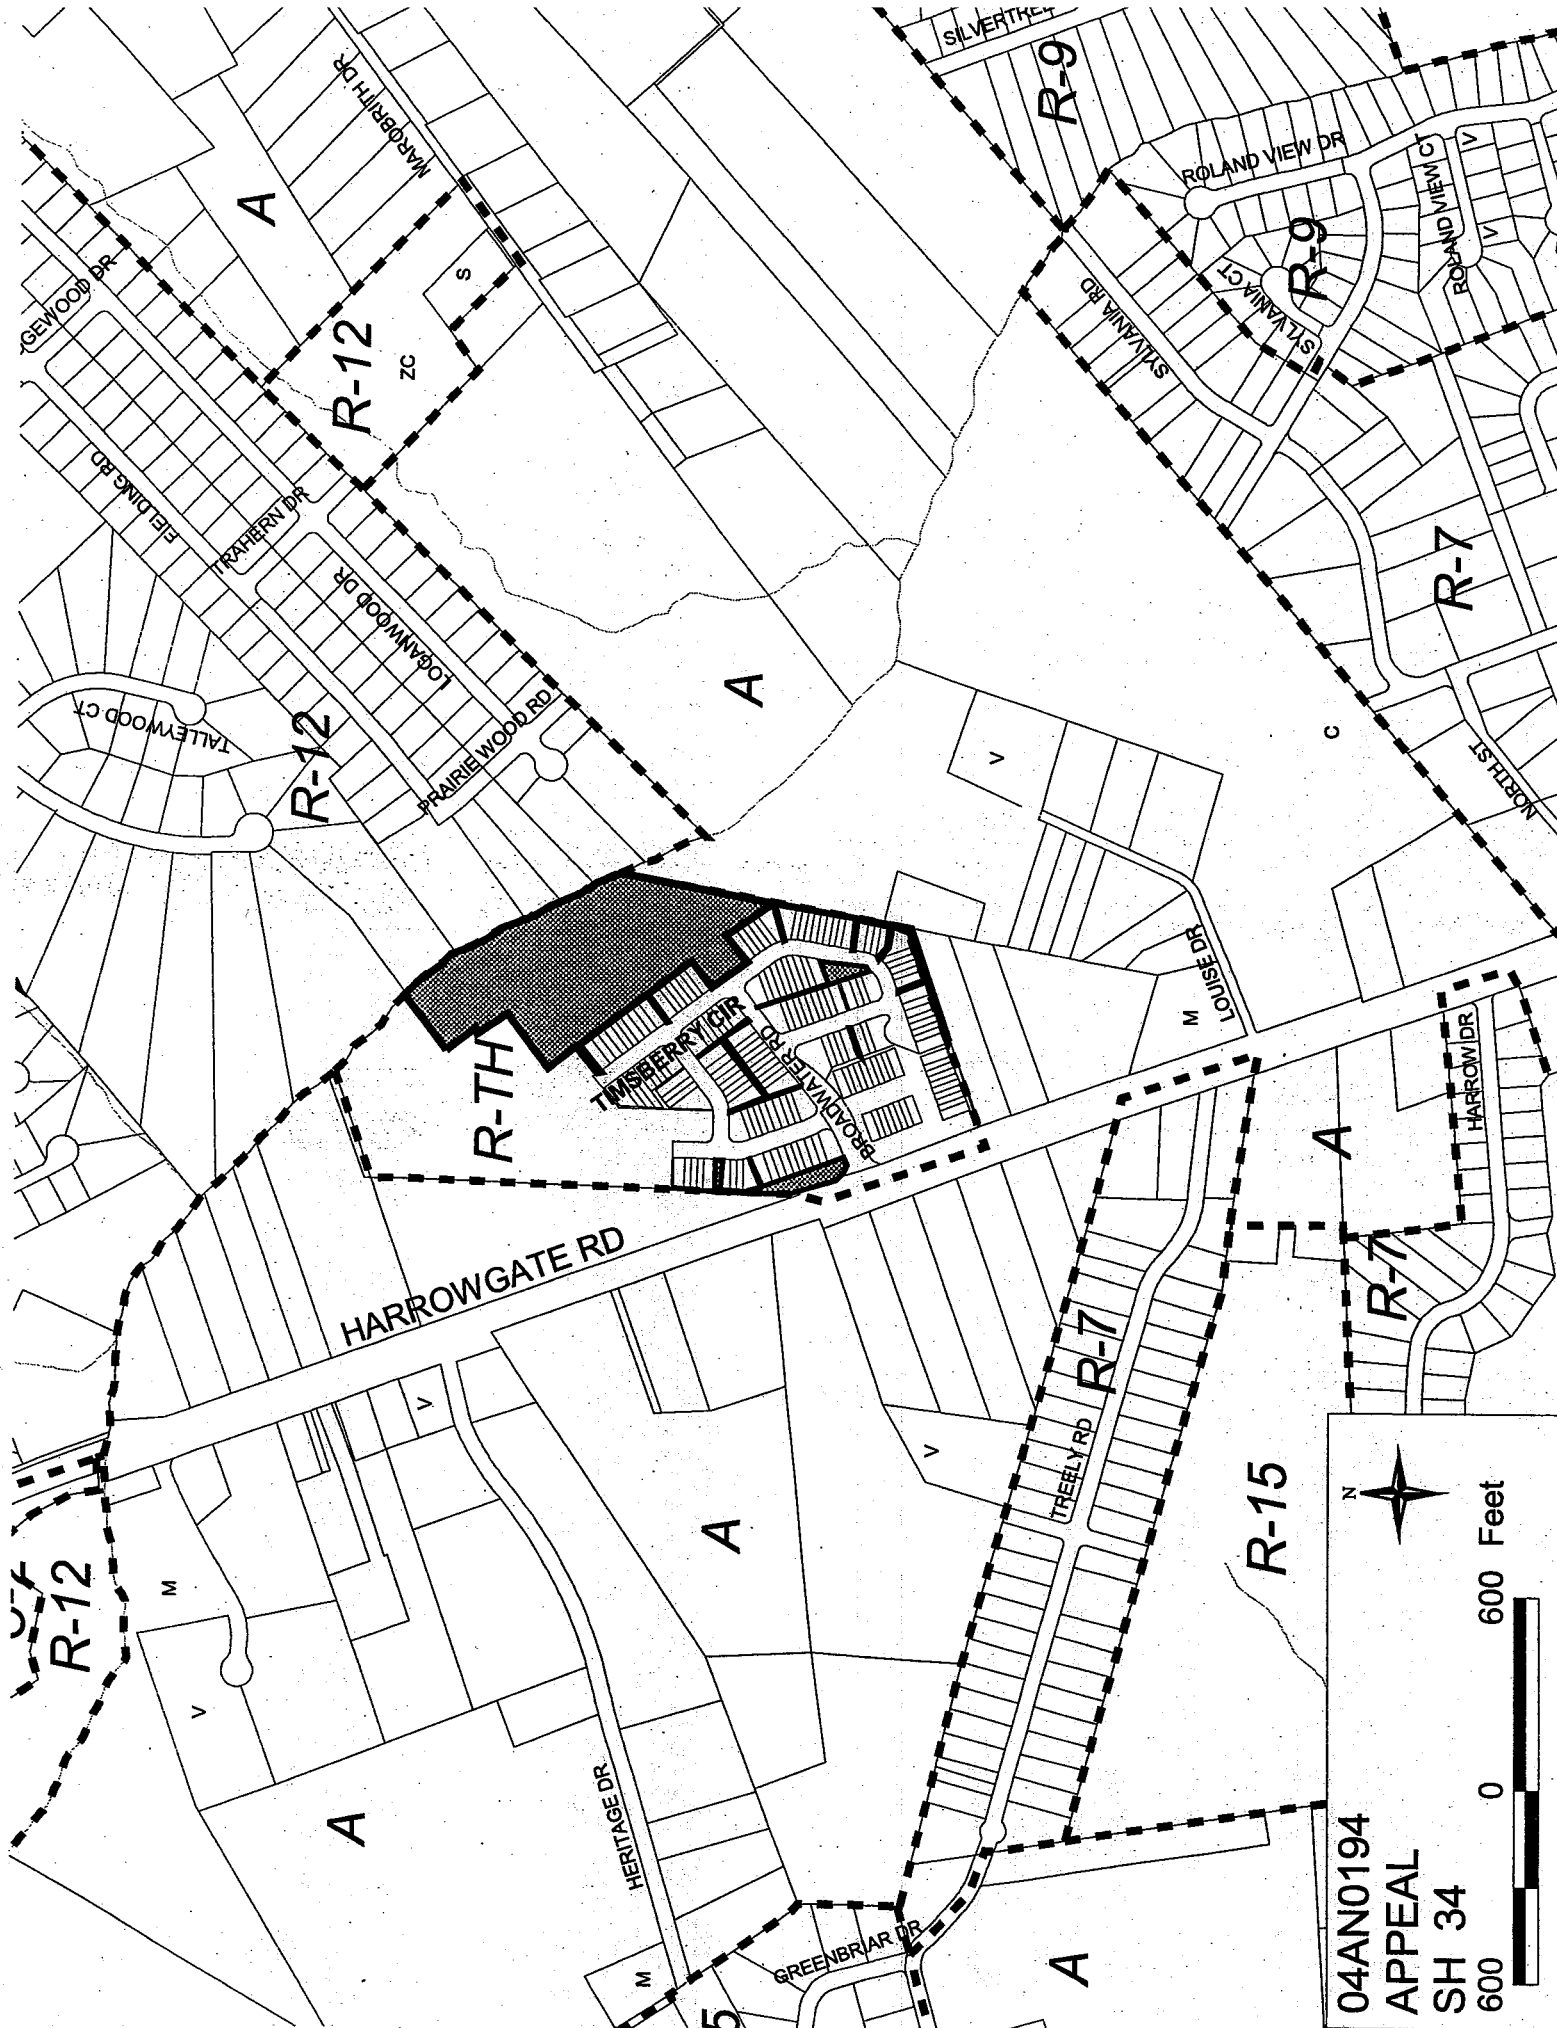 SILVERTREE
R-9
MAROBRITH DR
ROLAND VIEW DR
ROLAND VIEW CT
V
V
A
R-9
SYLVANIA CT
SYLVANIA RD
GEWOOD DR
S
R-12
ZC
FIELDING RD
TRAHERN DR
LOGANWOOD DR
R-7
TALLEYWOOD CT
R-12
PRAIRIE WOOD RD
A
C
NORTH ST
V
LOUISE DR
M
R-TH
TIMSBERRY CIR
BROADWATER RD
HARROW DR
A
HARROWGATE RD
R-7
R-7
V
V
TREELY RD
A
R-15
R-12
M
V
HERITAGE DR
A
GREENBRIAR DR
M
5
A
N
04AN0194
APPEAL
SH 34
600 0 600 Feet